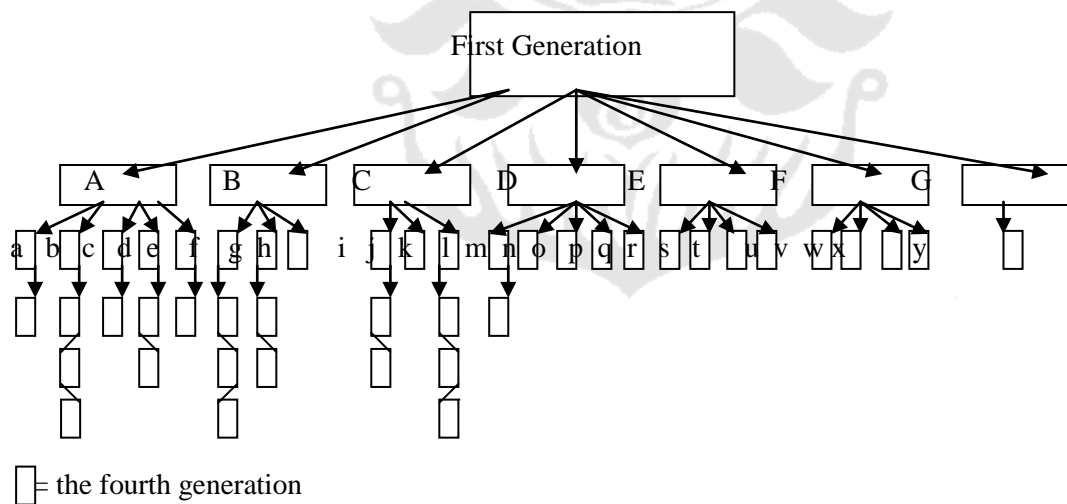 First Generation
A B C D E F G
a b c d e f g h i j k l m n o p q r s t u v w x y
= the fourth generation